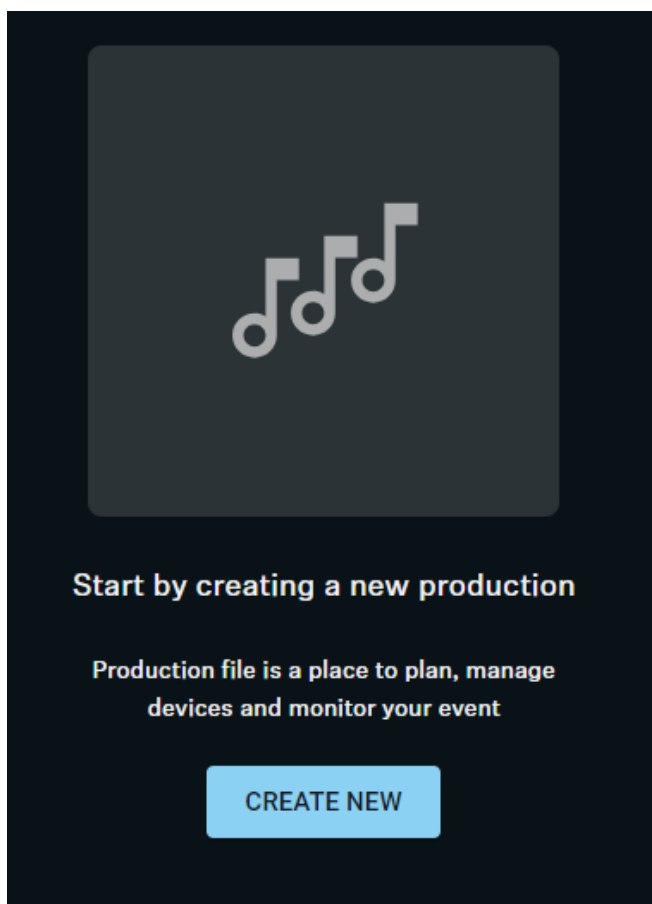 Start by creating a new production
Production file is a place to plan, manage
devices and monitor your event
CREATE NEW